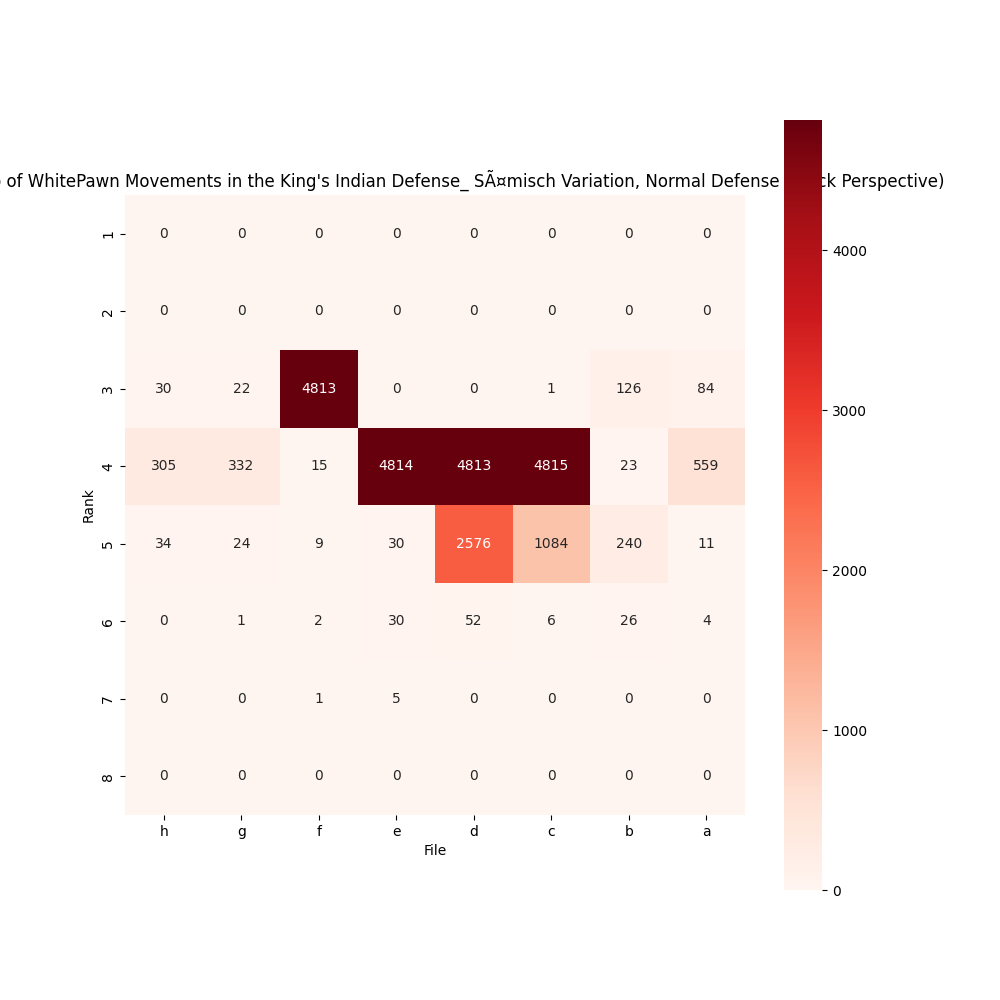 of WhitePawn Movements in the King's Indian Defense_ SÃ¤misch Variation, Normal Defense Perspective)
1 0 0 0 0 0 0 0 0
2 0 0 0 0 0 0 0 0
3 30 22 4813 0 0 1 126 84
4 305 332 15 4814 4813 4815 23 559
5 34 24 9 30 2576 1084 240 11
6 0 1 2 30 52 6 26 4
7 0 0 1 5 0 0 0 0
8 0 0 0 0 0 0 0 0
h g f e d c b a
File
Rank
4000
3000
2000
1000
0